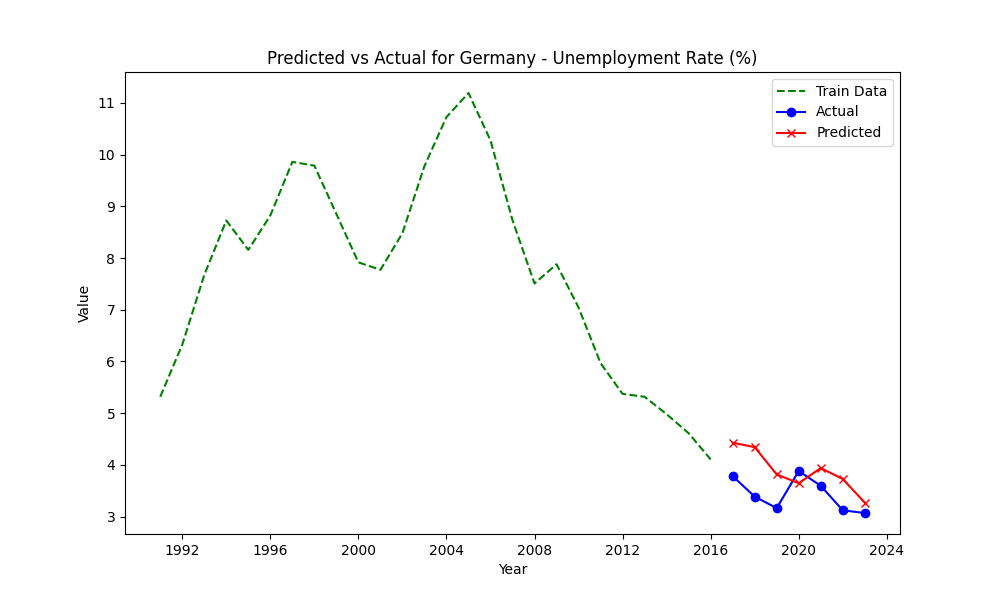 Predicted vs Actual for Germany - Unemployment Rate (%)
Train Data
Actual
Predicted
11
10
9
8
7
6
5
4
3
Value
1992 1996 2000 2004 2008 2012 2016 2020 2024
Year